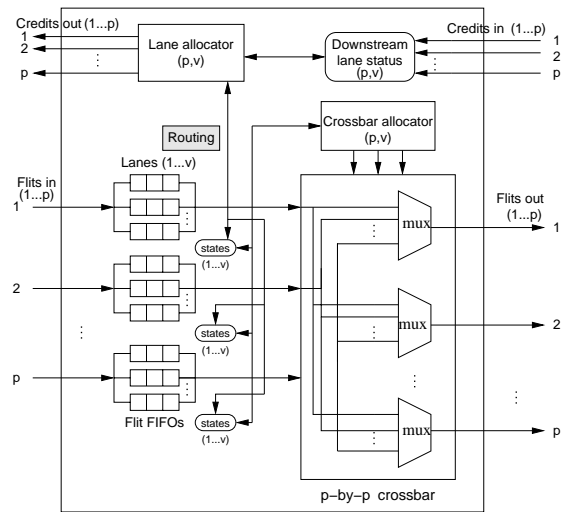 Credits out (1...p)
1
2
p
Lane allocator
(p,v)
Downstream
lane status
(p,v)
Credits in (1...p)
1
2
p
Routing
Crossbar allocator
(p,v)
Lanes (1...v)
Flits in
(1...p)
1
2
p
states
(1...v)
states
(1...v)
states
(1...v)
Flit FIFOs
mux
mux
mux
Flits out
(1...p)
1
2
p
p−by−p crossbar